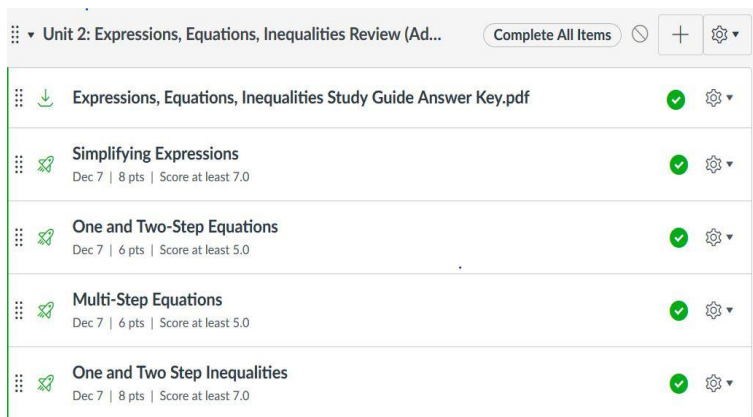 Unit 2: Expressions, Equations, Inequalities Review (Ad... Complete All Items
Expressions, Equations, Inequalities Study Guide Answer Key.pdf
Simplifying Expressions
Dec 7 | 8 pts | Score at least 7.0
One and Two-Step Equations
Dec 7 | 6 pts | Score at least 5.0
Multi-Step Equations
Dec 7 | 6 pts | Score at least 5.0
One and Two Step Inequalities
Dec 7 | 8 pts | Score at least 7.0